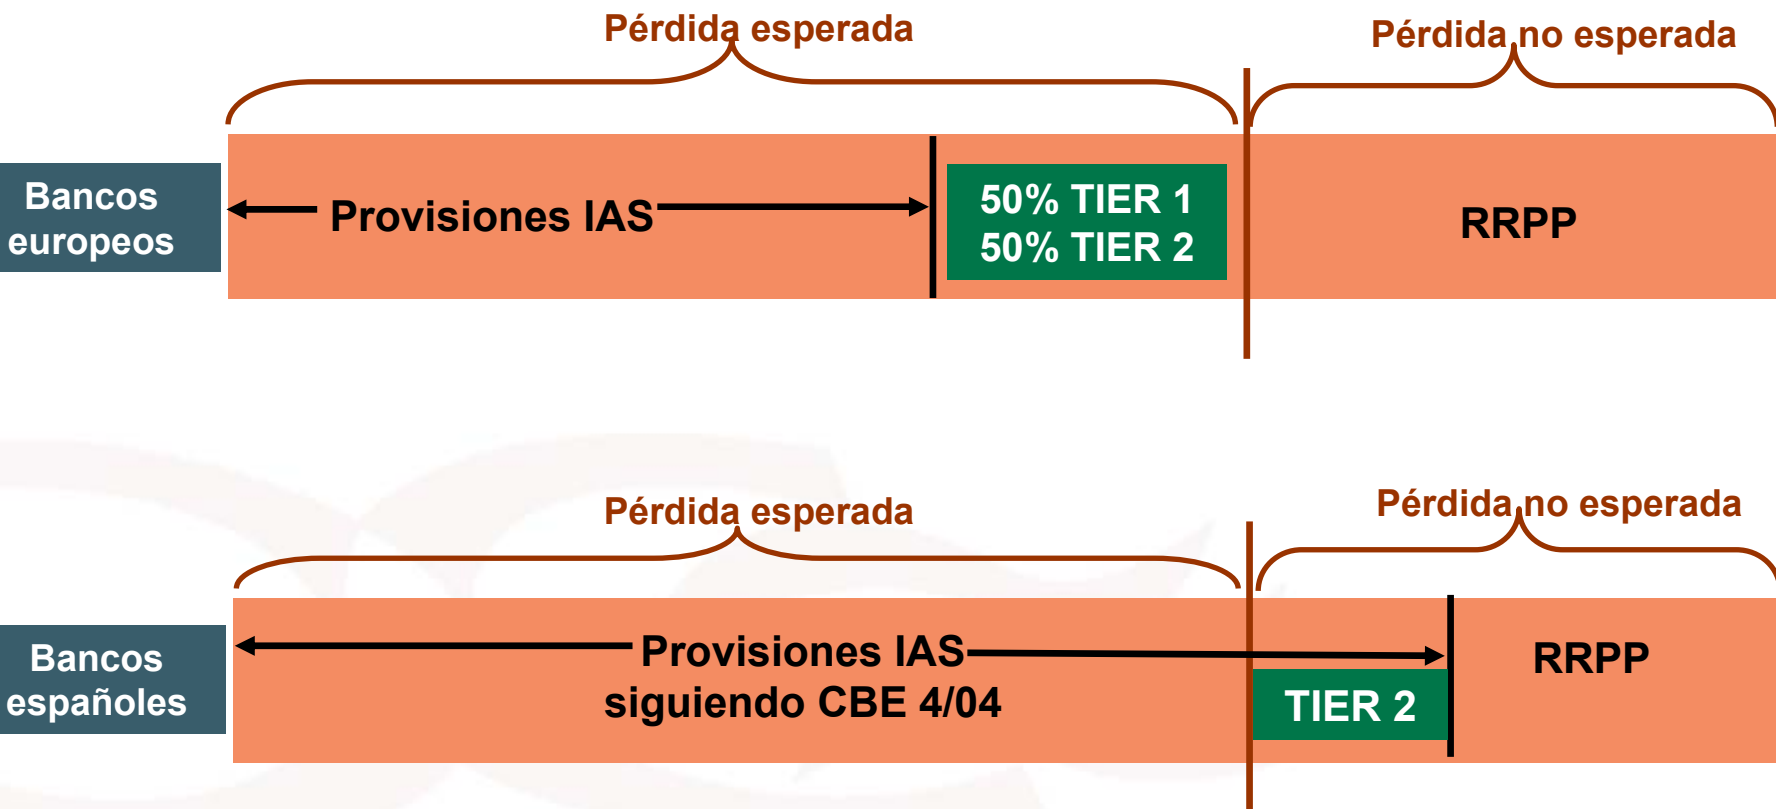 Pérdida esperada
Pérdida no esperada
Bancos
europeos
Provisiones IAS
50% TIER 1
50% TIER 2
RRPP
Pérdida esperada
Pérdida no esperada
Bancos
españoles
Provisiones IAS
siguiendo CBE 4/04
TIER 2
RRPP